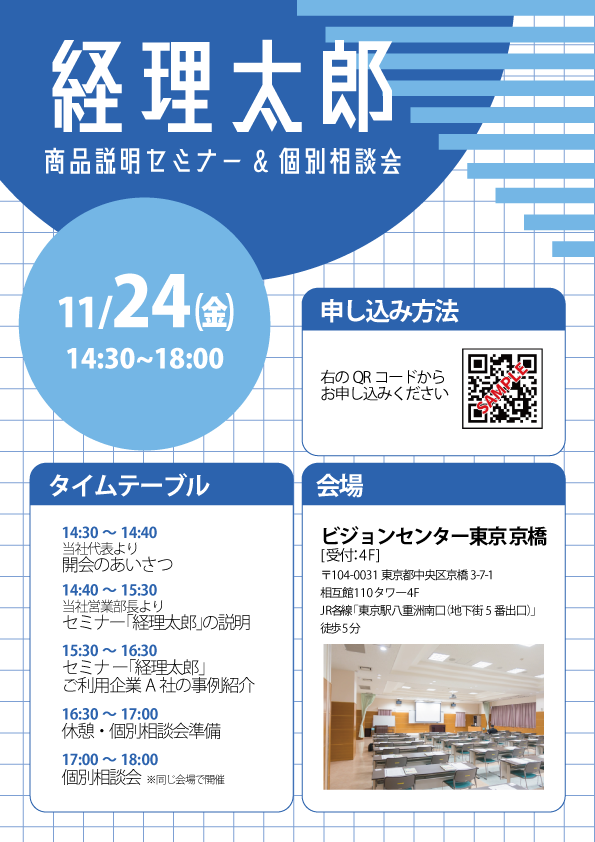 経理太郎
商品説明セミナー & 個別相談会
11/24(金)
14:30~18:00
申し込み方法
右の QR コードから
お申し込みください
SAMPLE
タイムテーブル
14:30 ～ 14:40
当社代表より
開会のあいさつ
14:40 ～ 15:30
当社営業部長より
セミナー「経理太郎」の説明
15:30 ～ 16:30
セミナー「経理太郎」
ご利用企業 A 社の事例紹介
16:30 ～ 17:00
休憩・個別相談会準備
17:00 ～ 18:00
個別相談会 ※同じ会場で開催
会場
ビジョンセンター東京 京橋
[受付：4F]
〒104-0031 東京都中央区京橋 3-7-1
相互館110 タワー4F
JR各線「東京駅八重洲南口（地下街 5 番出口）」
徒歩5分